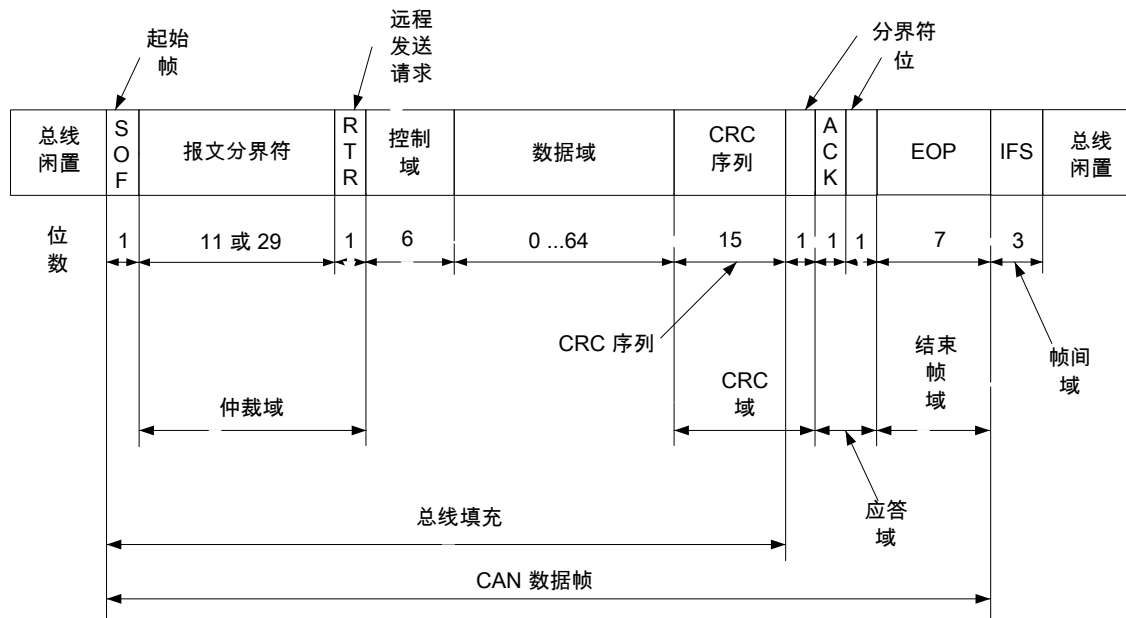 起始
帧
远程
发送
请求
分界符
位
总线
闲置
S
O
F
报文分界符
R
T
R
控制
域
数据域
CRC
序列
A
C
K
EOP
IFS
总线
闲置
位
数
1
11 或 29
1
6
0 ...64
15
1
1
1
7
3
CRC 序列
CRC
域
结束
帧
域
帧间
域
仲裁域
应答
域
总线填充
CAN 数据帧